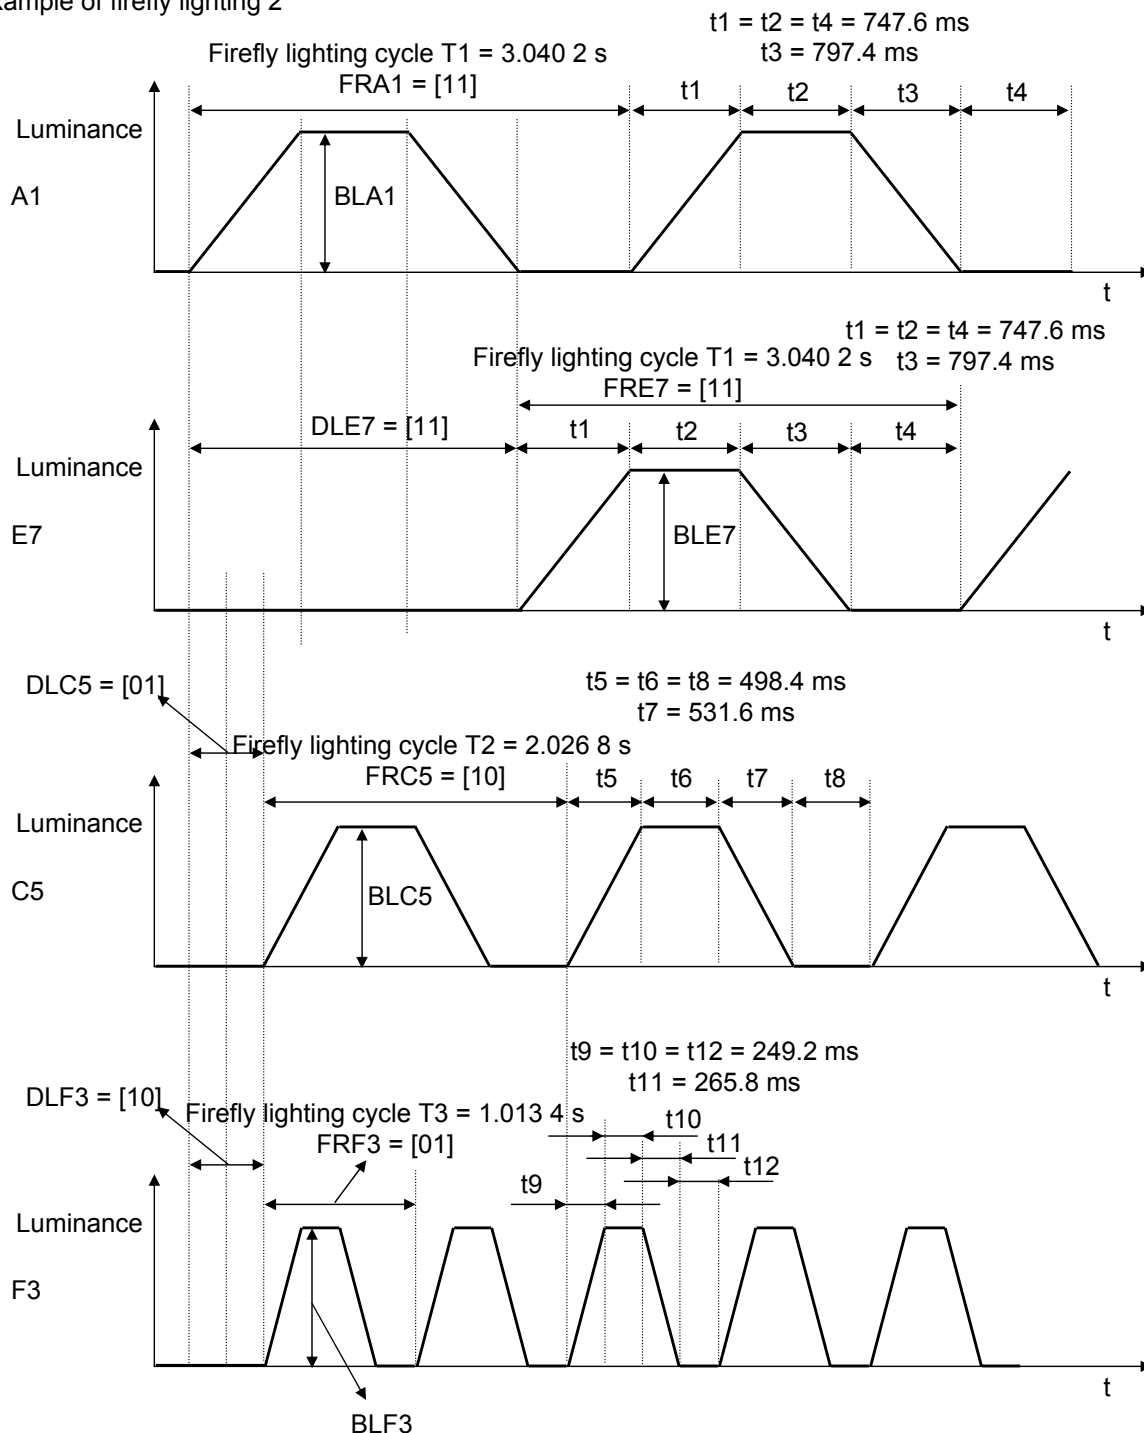 xample of firefly lighting 2
t1 = t2 = t4 = 747.6 ms
t3 = 797.4 ms
Firefly lighting cycle T1 = 3.040 2 s
FRA1 = [11]
t1
t2
t3
t4
Luminance
A1
BLA1
t
t1 = t2 = t4 = 747.6 ms
t3 = 797.4 ms
Firefly lighting cycle T1 = 3.040 2 s
FRE7 = [11]
DLE7 = [11]
t1
t2
t3
t4
Luminance
E7
BLE7
t
DLC5 = [01]
t5 = t6 = t8 = 498.4 ms
t7 = 531.6 ms
Firefly lighting cycle T2 = 2.026 8 s
FRC5 = [10]
t5
t6
t7
t8
Luminance
C5
BLC5
t
t9 = t10 = t12 = 249.2 ms
t11 = 265.8 ms
DLF3 = [10]
Firefly lighting cycle T3 = 1.013 4 s
FRF3 = [01]
t10
t11
t12
t9
Luminance
F3
t
BLF3